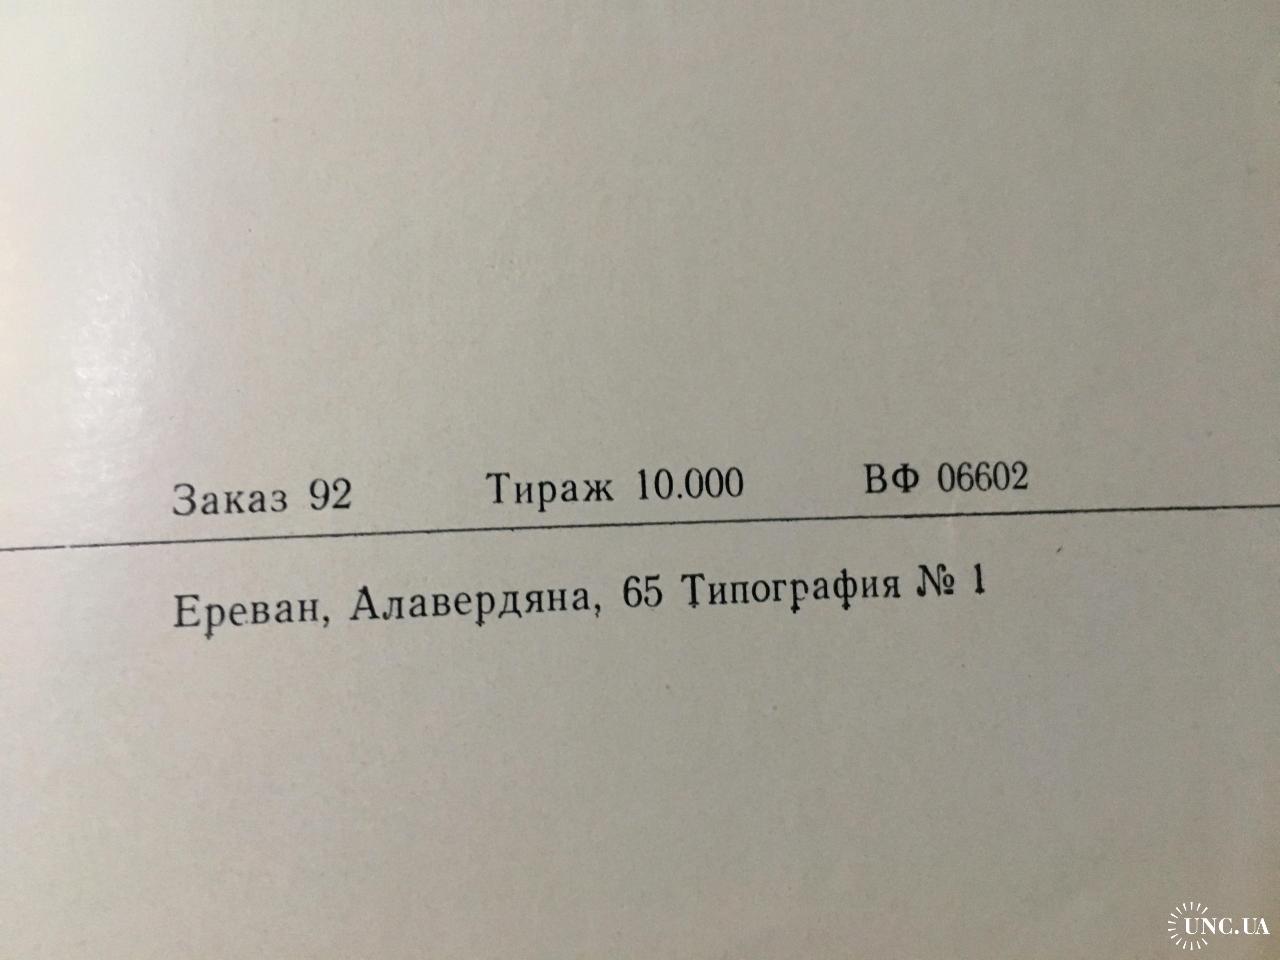 Заказ 92 Тираж 10.000 ВФ 06602
Ереван, Алавердяна, 65 Типография № 1
UNC.UA